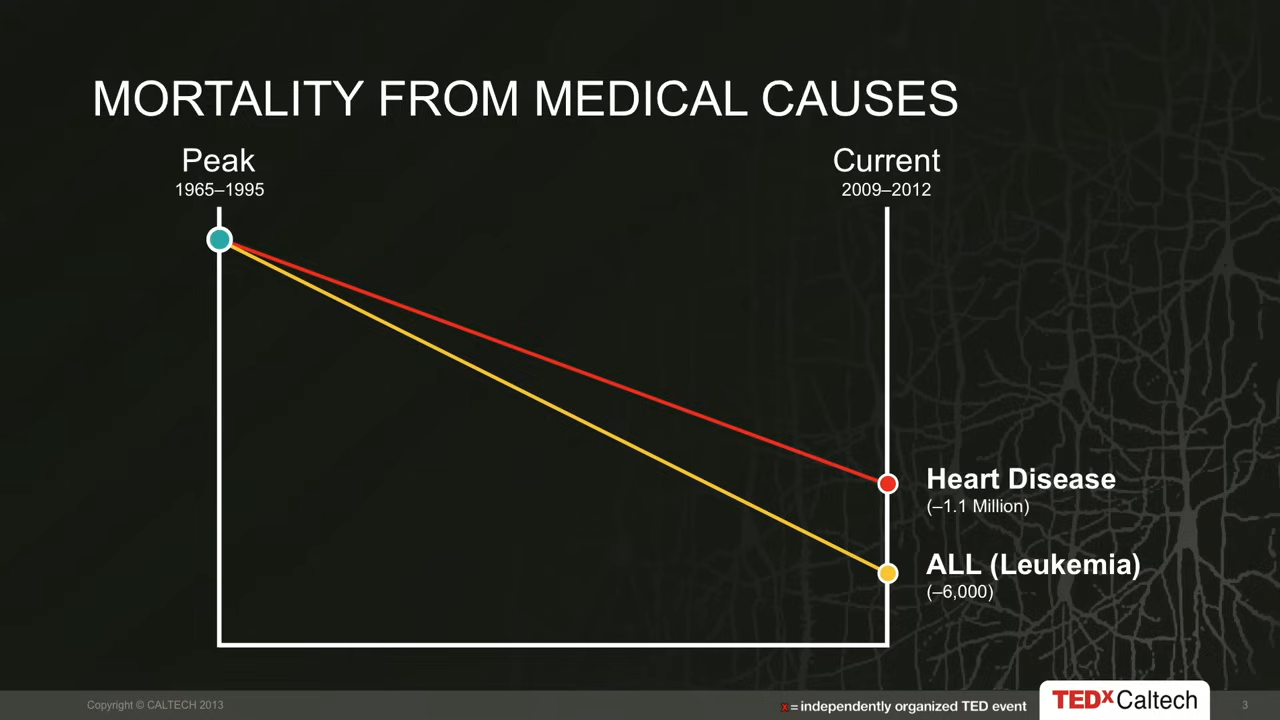 MORTALITY FROM MEDICAL CAUSES
Peak
1965–1995
Current
2009–2012
Heart Disease
(–1.1 Million)
ALL (Leukemia)
(–6,000)
Copyright © CALTECH 2013
x = independently organized TED event
TEDxCaltech
3